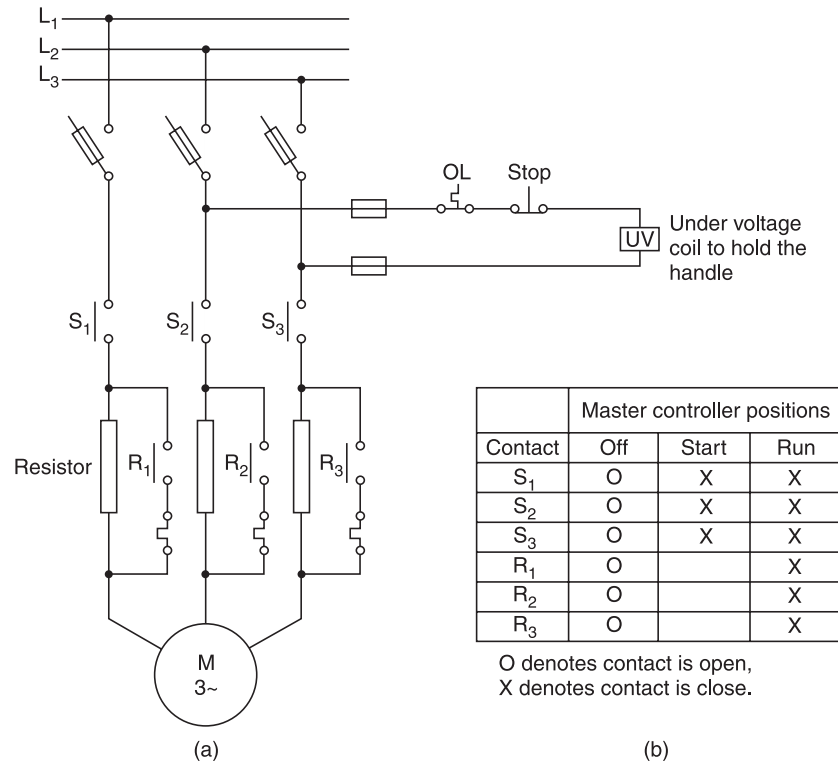 L₁
L₂
L₃
OL
Stop
UV
Under voltage
coil to hold the
handle
S₁
S₂
S₃
Resistor
R₁
R₂
R₃
M
3~
(a)
Master controller positions
Contact Off Start Run
S₁ O X X
S₂ O X X
S₃ O X X
R₁ O X
R₂ O X
R₃ O X
O denotes contact is open,
X denotes contact is close.
(b)